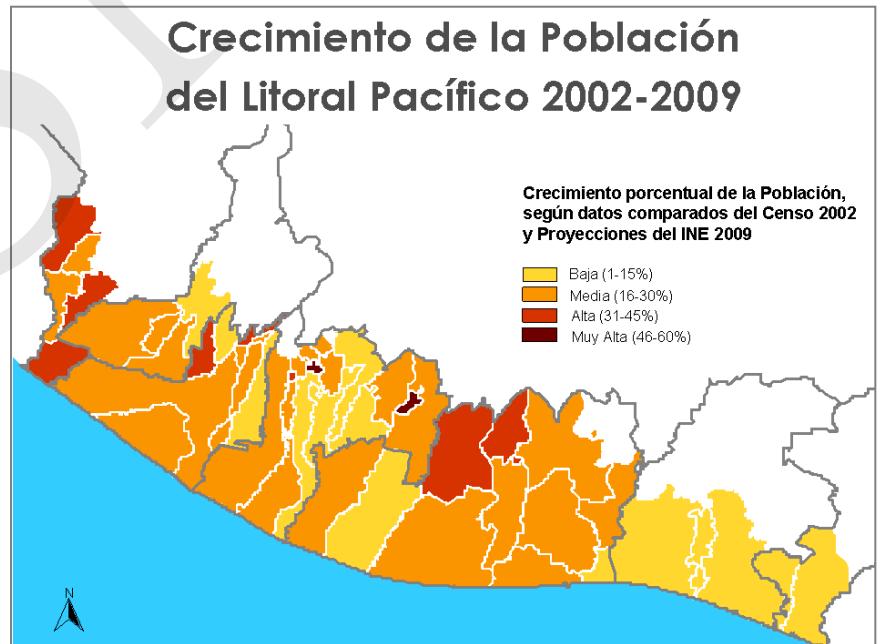 Crecimiento de la Población
del Litoral Pacífico 2002-2009
Crecimiento porcentual de la Población,
según datos comparados del Censo 2002
y Proyecciones del INE 2009
Baja (1-15%)
Media (16-30%)
Alta (31-45%)
Muy Alta (46-60%)
N